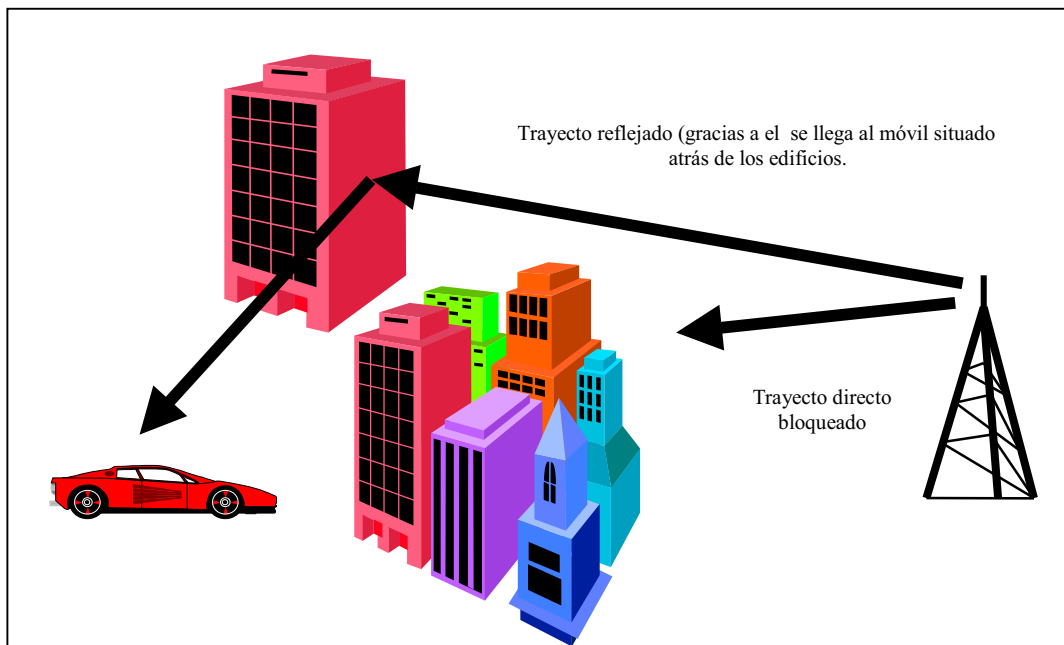 Trayecto reflejado (gracias a el  se llega al móvil situado
atrás de los edificios.
Trayecto directo
bloqueado